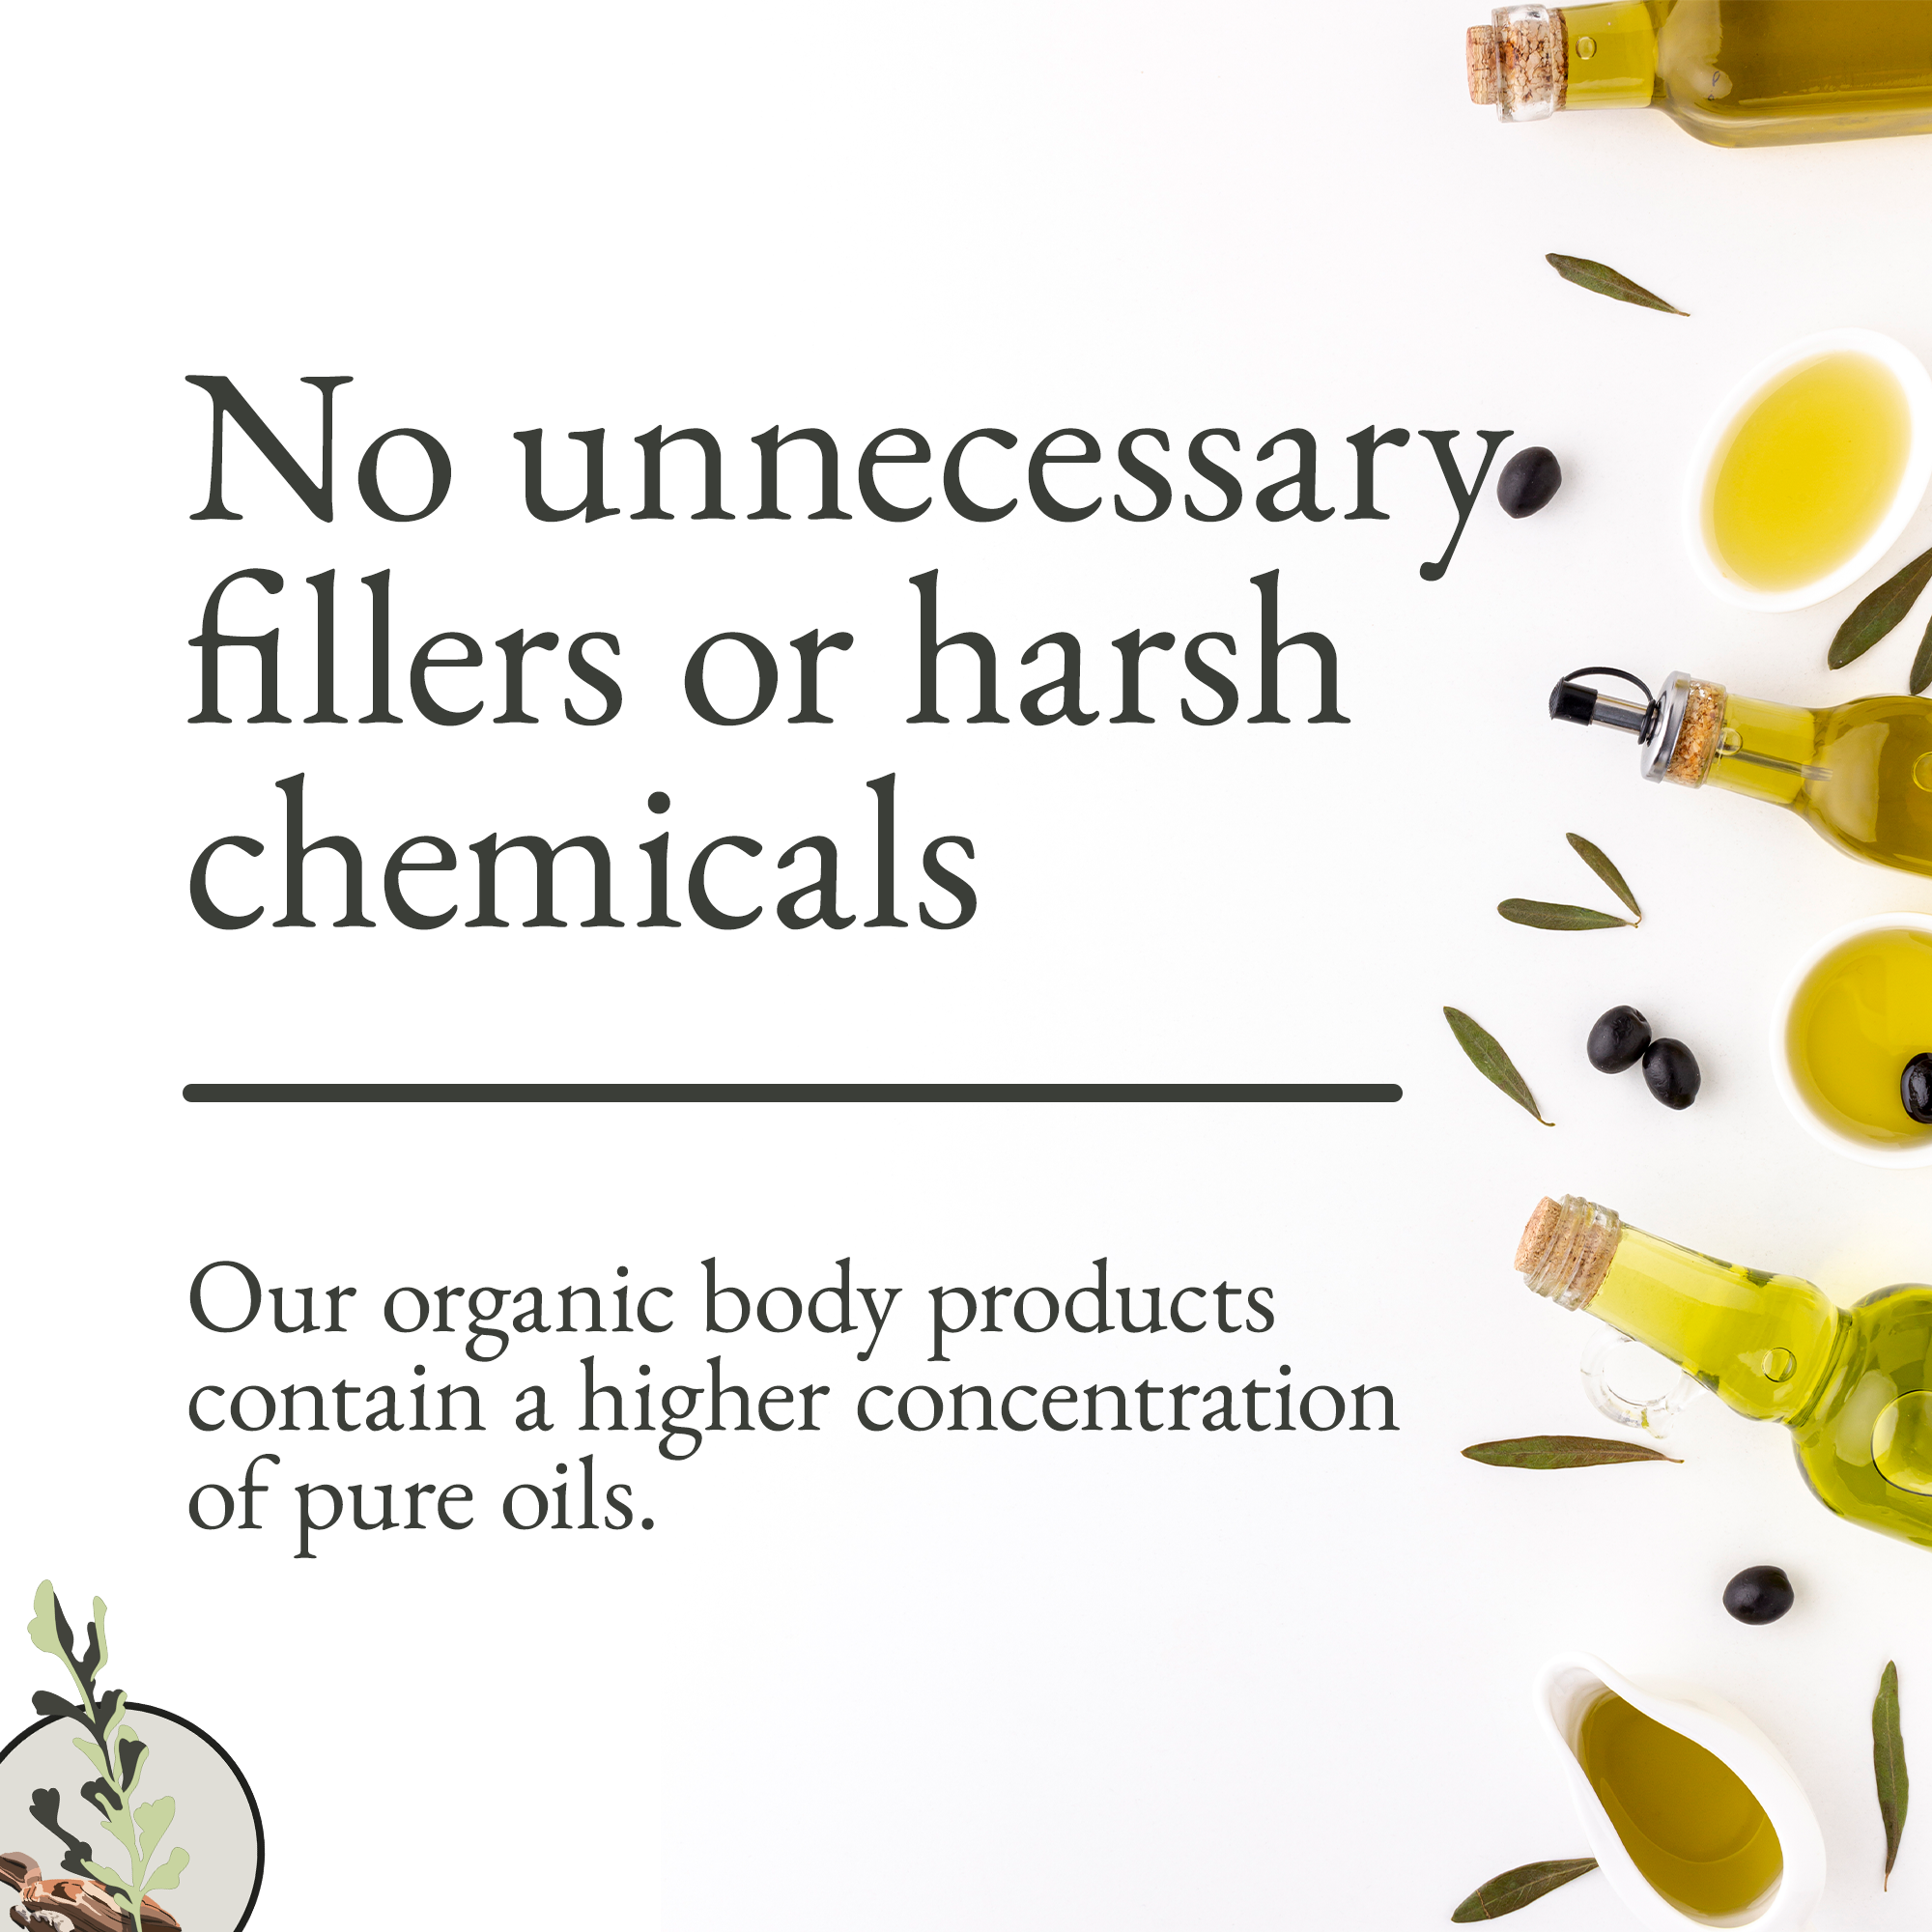 No unnecessary
fillers or harsh
chemicals
Our organic body products
contain a higher concentration
of pure oils.